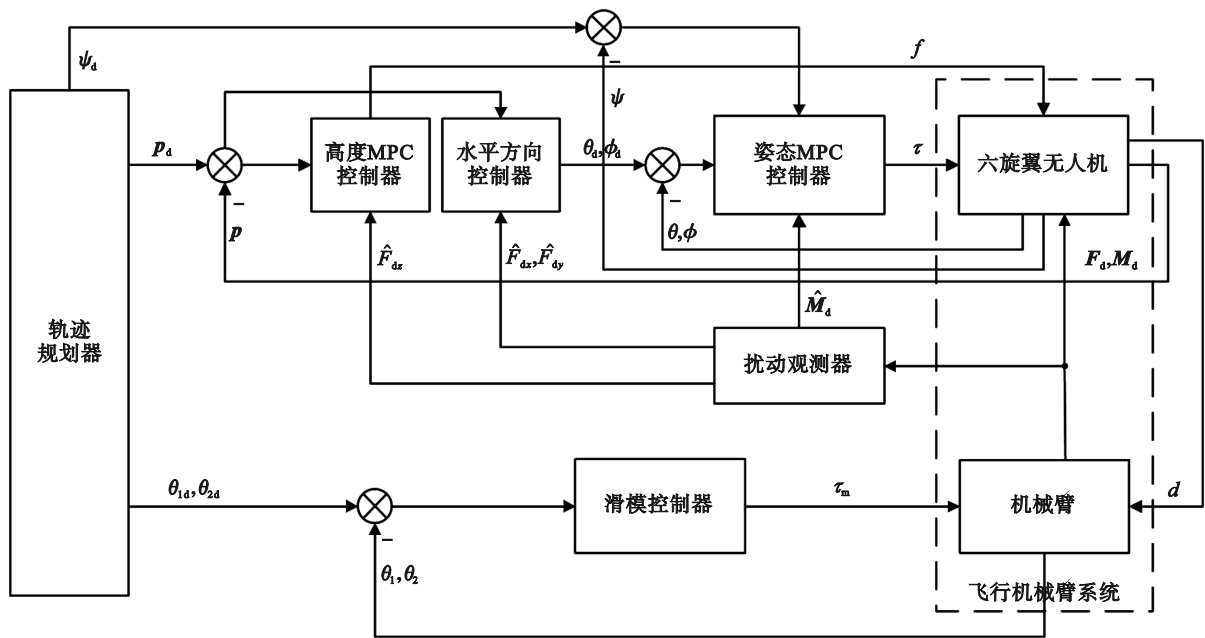 ψd
f
ψ
pd
高度MPC
控制器
水平方向
控制器
θd,ϕd
姿态MPC
控制器
τ
六旋翼无人机
−
−
−
p
θ,ϕ
F̂dz
F̂dx,F̂dy
M̂d
Fd,Md
轨迹
规划器
扰动观测器
θ1d,θ2d
滑模控制器
τm
机械臂
d
−
θ1,θ2
飞行机械臂系统